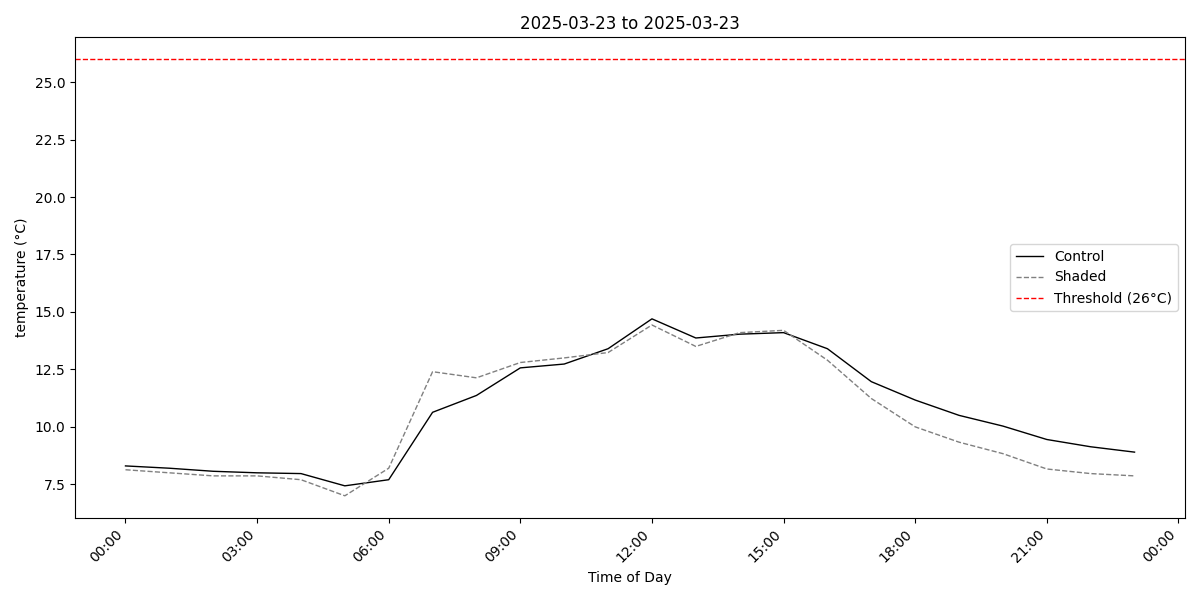 2025-03-23 to 2025-03-23
temperature (°C)
25.0
22.5
20.0
17.5
15.0
12.5
10.0
7.5
Control
Shaded
Threshold (26°C)
00:00
03:00
06:00
09:00
12:00
15:00
18:00
21:00
00:00
Time of Day